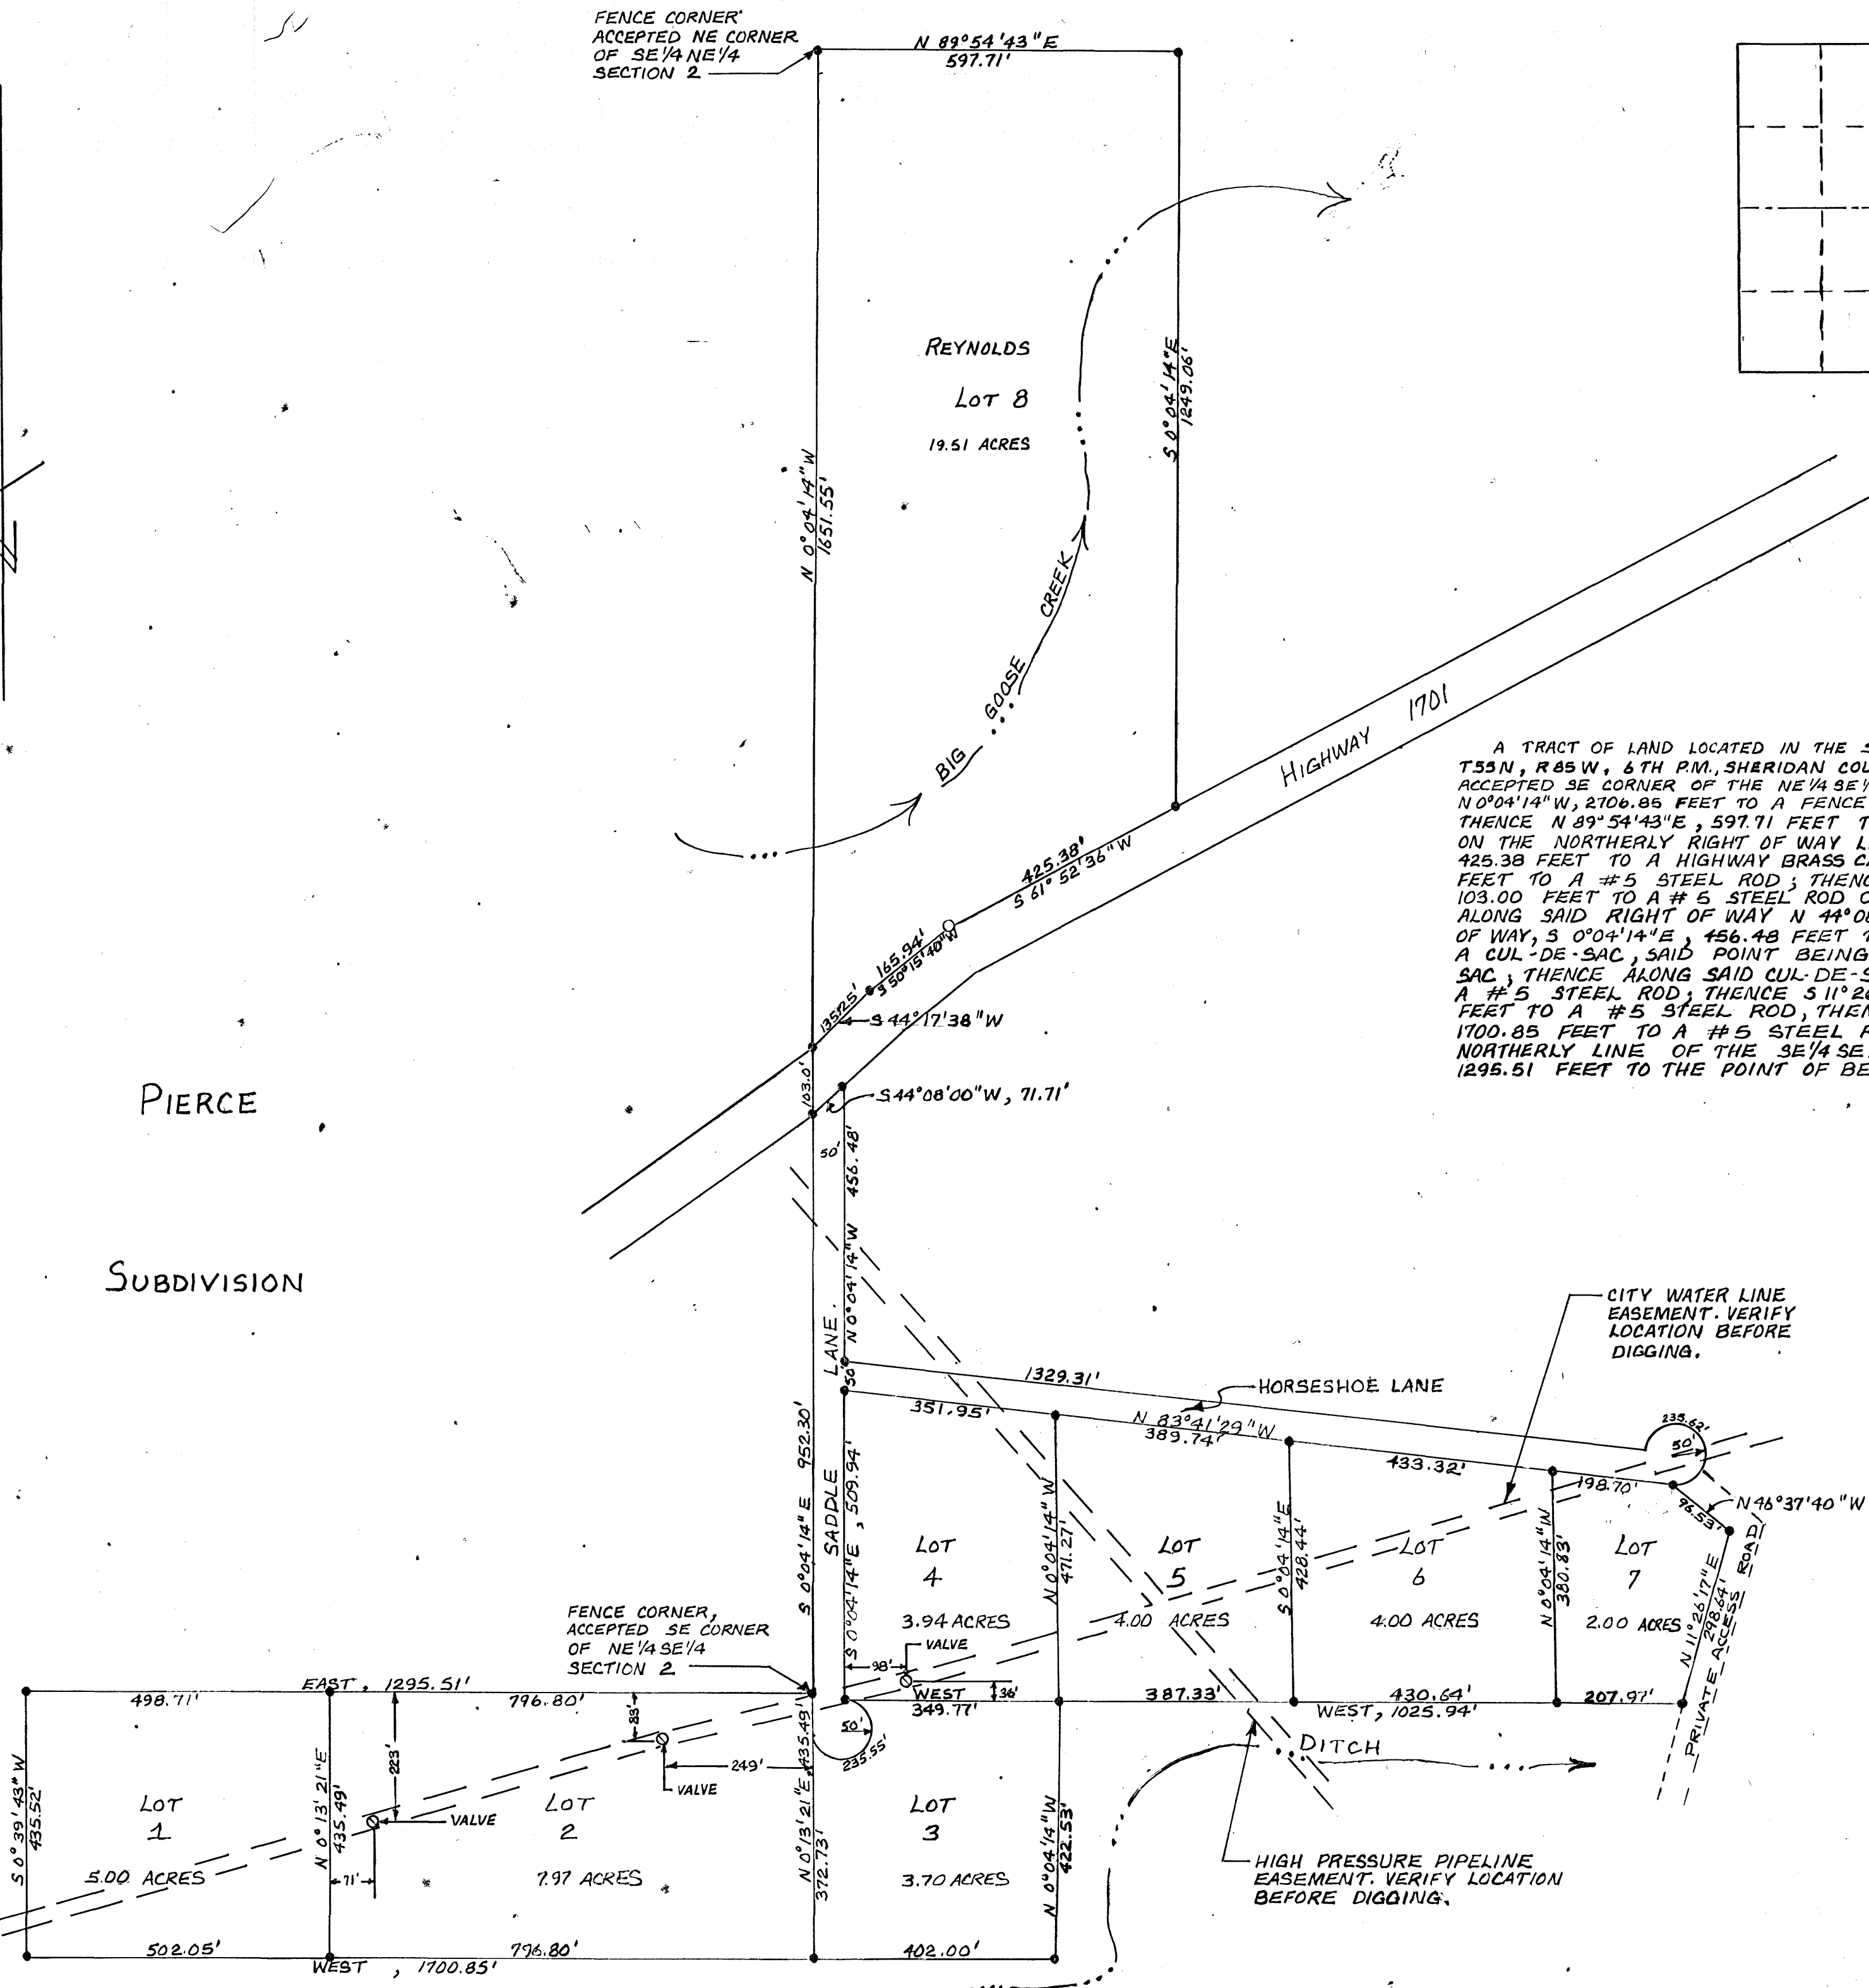 FENCE CORNER
ACCEPTED NE CORNER
OF SE 1/4 NE 1/4
SECTION 2
N 89°54'43"E
597.71'
REYNOLDS
LOT 8
19.51 ACRES
N 0°04'14"W
1651.55'
S 0°04'14"E
1249.06'
BIG GOOSE CREEK
HIGHWAY 1701
425.38'
S 61°52'36"W
165.94'
S 50°15'40"W
135.25'
S 44°17'38"W
103.0'
S 44°08'00"W, 71.71'
A TRACT OF LAND LOCATED IN THE
T55N, R85W, 6TH P.M., SHERIDAN
ACCEPTED SE CORNER OF THE NE1/4
N 0°04'14"W, 2706.85 FEET TO A FENCE
THENCE N 89°54'43"E, 597.71 FEET
ON THE NORTHERLY RIGHT OF WAY
425.38 FEET TO A HIGHWAY BRASS
FEET TO A #5 STEEL ROD;
103.00 FEET TO A #5 STEEL ROD
ALONG SAID RIGHT OF WAY
OF WAY, S 0°04'14"E, 456.48 FEET
A CUL-DE-SAC, SAID POINT BEING
SAC; THENCE ALONG SAID
A #5 STEEL ROD; THENCE
FEET TO A #5 STEEL ROD,
1700.85 FEET TO A #5 STEEL
NORTHERLY LINE OF THE SE1/4
1295.51 FEET TO THE POINT OF
PIERCE
SUBDIVISION
50'
N 0°04'14"W 456.48'
SADDLE LANE.
S 0°04'14"E 952.30'
50'
1329.31'
HORSESHOE LANE
351.95'
N 83°41'29"W
389.74'
433.32'
198.70'
235.62'
50'
CITY WATER LINE
EASEMENT. VERIFY
LOCATION BEFORE
DIGGING.
N 46°37'40"W
96.53'
S 0°04'14"E, 509.94'
LOT
4
3.94 ACRES
N 0°04'14"W
471.27'
LOT
5
4.00 ACRES
S 0°04'14"E
428.44'
LOT
6
4.00 ACRES
N 0°04'14"W
380.83'
LOT
7
2.00 ACRES
N 11°26'17"E
298.64'
PRIVATE ACCESS ROAD
FENCE CORNER,
ACCEPTED SE CORNER
OF NE 1/4 SE 1/4
SECTION 2
VALVE
98'
36'
WEST
349.77'
387.33'
430.64'
WEST, 1025.94'
207.97'
EAST, 1295.51'
498.71'
796.80'
S 0°39'43"W
435.52'
LOT
1
5.00 ACRES
N 0°13'21"E
435.49'
223'
71'
VALVE
83'
249'
VALVE
LOT
2
7.97 ACRES
N 0°13'21"E, 435.49'
372.73'
50'
235.55'
LOT
3
3.70 ACRES
N 0°04'14"W
422.53'
DITCH
HIGH PRESSURE PIPELINE
EASEMENT. VERIFY LOCATION
BEFORE DIGGING.
502.05'
796.80'
402.00'
WEST, 1700.85'